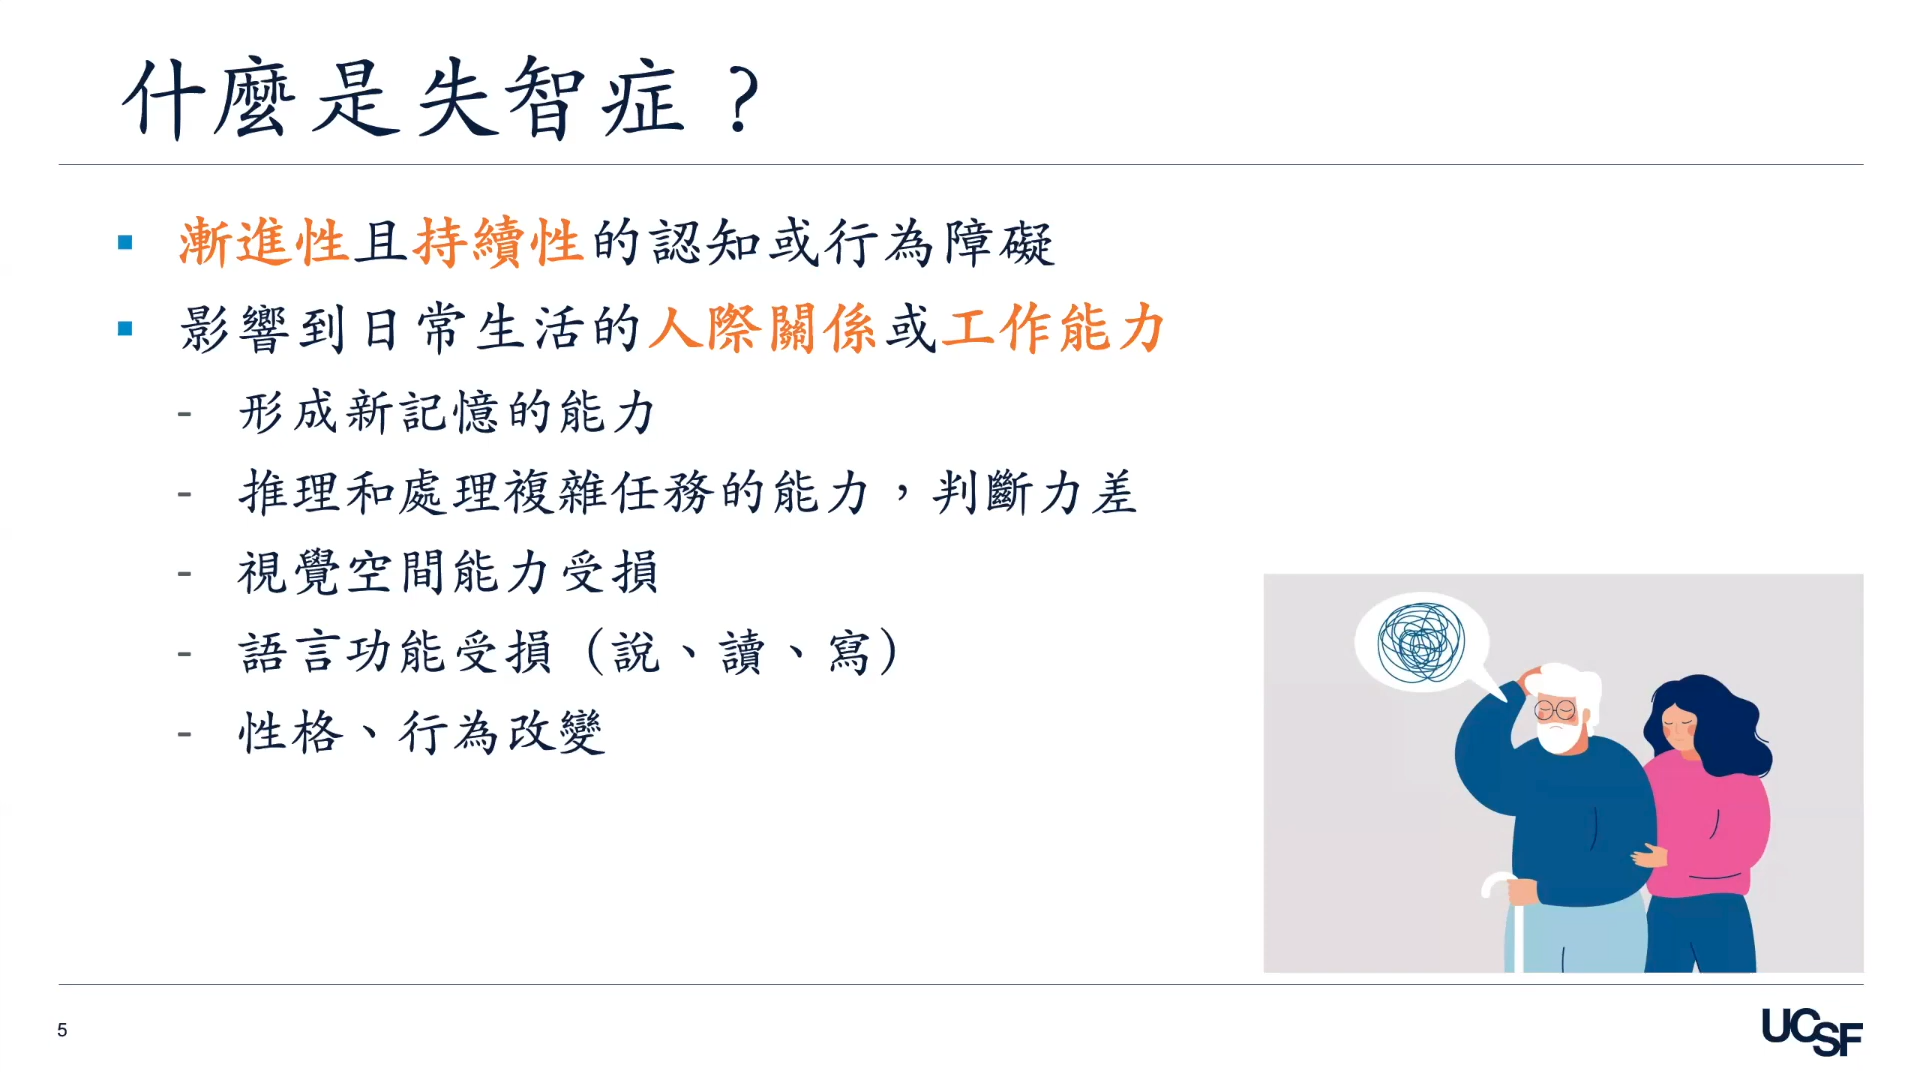 什麼是失智症？
▪ 漸進性且持續性的認知或行為障礙
▪ 影響到日常生活的人際關係或工作能力
- 形成新記憶的能力
- 推理和處理複雜任務的能力，判斷力差
- 視覺空間能力受損
- 語言功能受損（說、讀、寫）
- 性格、行為改變
5
UCSF